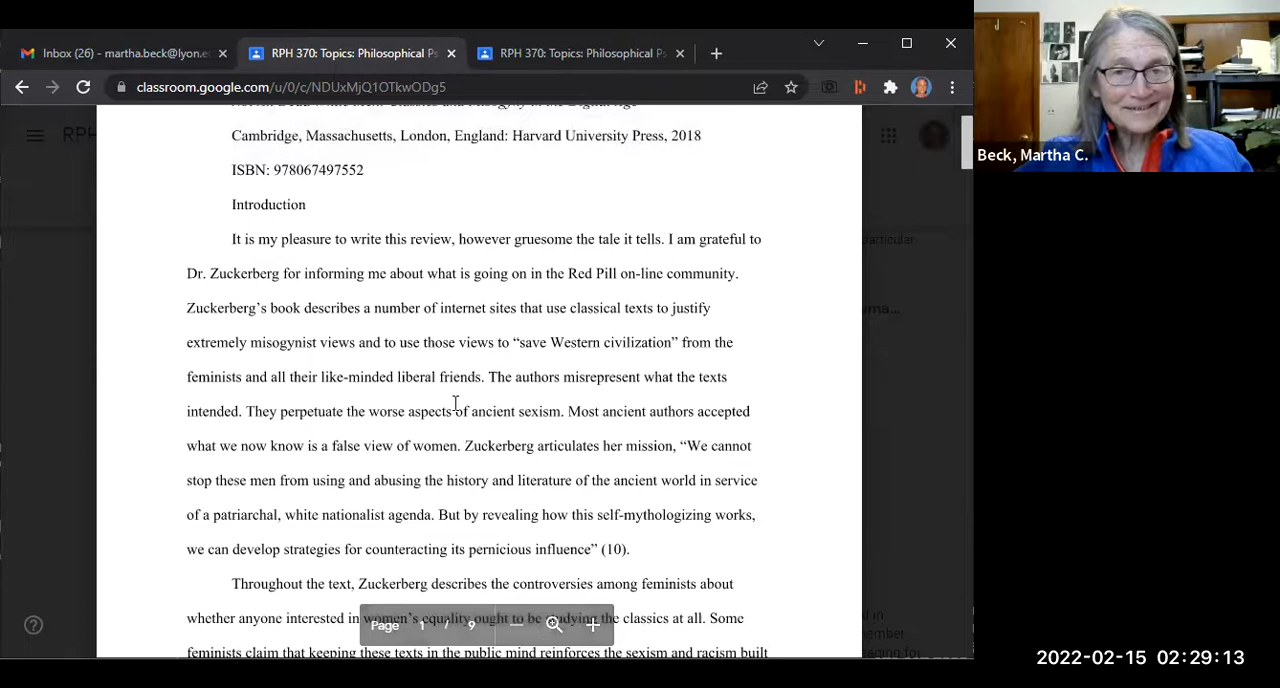 Inbox (26) - martha.beck@lyon.e
RPH 370: Topics: Philosophical Ps
RPH 370: Topics: Philosophical Ps
classroom.google.com/u/0/c/NDUxMjQ1OTkwODg5
Beck, Martha C.
RPH
Cambridge, Massachusetts, London, England: Harvard University Press, 2018
ISBN: 978067497552
Introduction
It is my pleasure to write this review, however gruesome the tale it tells. I am grateful to
Dr. Zuckerberg for informing me about what is going on in the Red Pill on-line community.
Zuckerberg’s book describes a number of internet sites that use classical texts to justify
extremely misogynist views and to use those views to “save Western civilization” from the
feminists and all their like-minded liberal friends. The authors misrepresent what the texts
intended. They perpetuate the worse aspects of ancient sexism. Most ancient authors accepted
what we now know is a false view of women. Zuckerberg articulates her mission, “We cannot
stop these men from using and abusing the history and literature of the ancient world in service
of a patriarchal, white nationalist agenda. But by revealing how this self-mythologizing works,
we can develop strategies for counteracting its pernicious influence” (10).
Throughout the text, Zuckerberg describes the controversies among feminists about
whether anyone interested in women’s equality ought to be studying the classics at all. Some
feminists claim that keeping these texts in the public mind reinforces the sexism and racism built
Page 1 / 9
2022-02-15 02:29:13